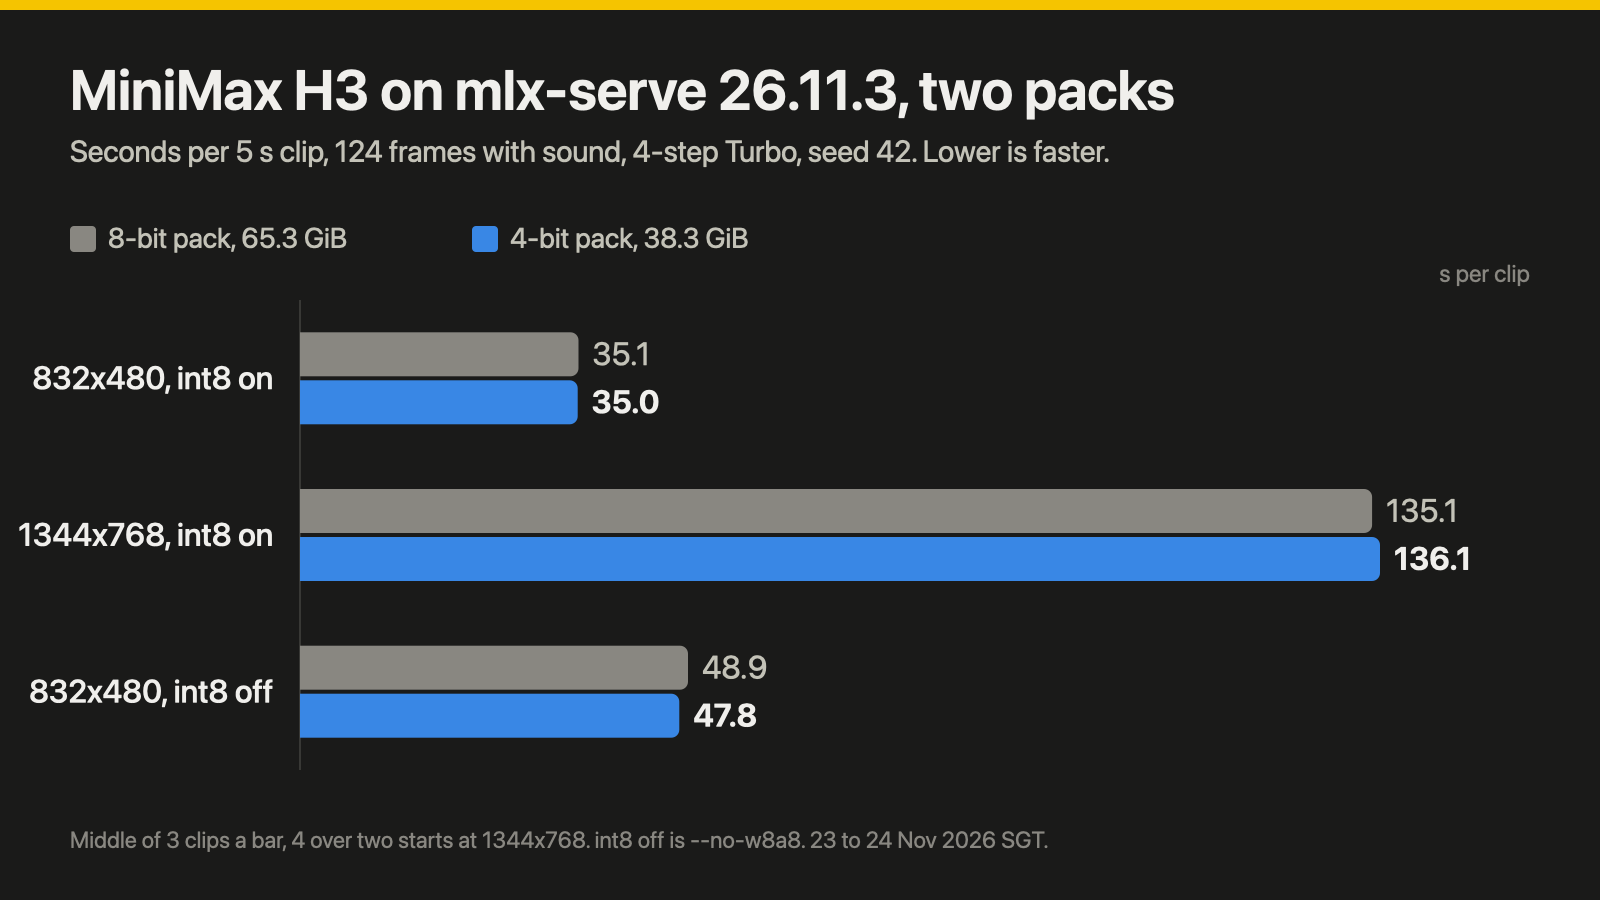 MiniMax H3 on mlx-serve 26.11.3, two packs
Seconds per 5 s clip, 124 frames with sound, 4-step Turbo, seed 42. Lower is faster.
8-bit pack, 65.3 GiB
4-bit pack, 38.3 GiB
s per clip
832x480, int8 on
35.1
35.0
1344x768, int8 on
135.1
136.1
832x480, int8 off
48.9
47.8
Middle of 3 clips a bar, 4 over two starts at 1344x768. int8 off is --no-w8a8. 23 to 24 Nov 2026 SGT.